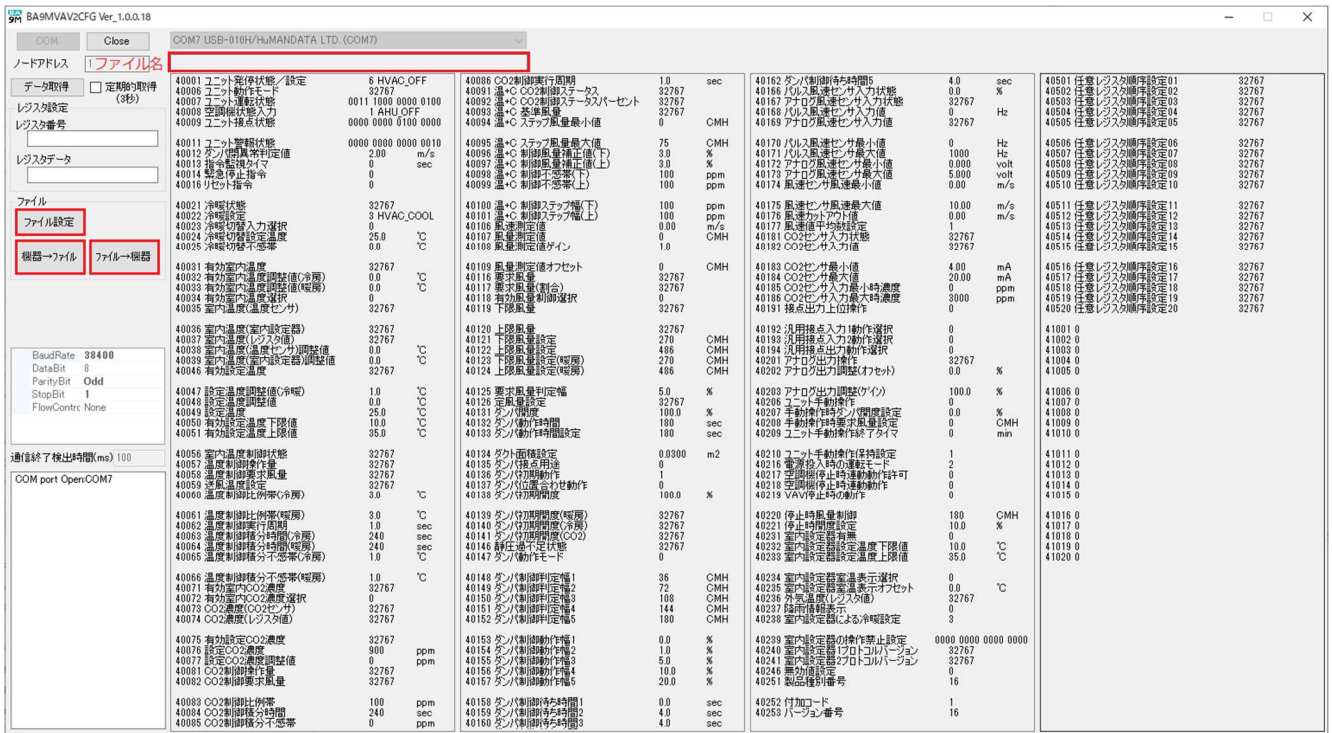 BA9MVAV2CFG Ver_1.0.0.18
COM
Close
COM7 USB-010H/HuMANDATA LTD. (COM7)
ノードアドレス
1
ファイル名
データ取得
定期的取得
(3秒)
レジスタ設定
レジスタ番号
レジスタデータ
ファイル
ファイル設定
機器→ファイル
ファイル→機器
BaudRate 38400
DataBit 8
ParityBit Odd
StopBit 1
FlowContrc None
通信終了検出時間(ms) 100
COM port Open:COM7
40001 ユニット発停状態／設定 6 HVAC_OFF
40006 ユニット動作モード 32767
40007 ユニット運転状態 0011 1000 0000 0100
40008 空調機状態入力 1 AHU_OFF
40009 ユニット接点状態 0000 0000 0100 0000
40011 ユニット警報状態 0000 0000 0000 0010
40012 ダンパ開異常判定値 2.00 m/s
40013 指令監視タイマ 0 sec
40014 緊急停止指令 0
40016 リセット指令 0
40021 冷暖状態 32767
40022 冷暖設定 3 HVAC_COOL
40023 冷暖切替入力選択 0
40024 冷暖切替設定温度 25.0 ℃
40025 冷暖切替不感帯 0.0 ℃
40031 有効室内温度 32767
40032 有効室内温度調整値(冷房) 0.0 ℃
40033 有効室内温度調整値(暖房) 0.0 ℃
40034 有効室内温度選択 0
40035 室内温度(温度センサ) 32767
40036 室内温度(室内設定器) 32767
40037 室内温度(レジスタ値) 32767
40038 室内温度(温度センサ)調整値 0.0 ℃
40039 室内温度(室内設定器)調整値 0.0 ℃
40046 有効設定温度 32767
40047 設定温度調整値(冷暖) 1.0 ℃
40048 設定温度調整値 0.0 ℃
40049 設定温度 25.0 ℃
40050 有効設定温度下限値 10.0 ℃
40051 有効設定温度上限値 35.0 ℃
40056 室内温度制御状態 32767
40057 温度制御操作量 32767
40058 温度制御要求風量 32767
40059 送風温度設定 32767
40060 温度制御比例帯(冷房) 3.0 ℃
40061 温度制御比例帯(暖房) 3.0 ℃
40062 温度制御実行周期 1.0 sec
40063 温度制御積分時間(冷房) 240 sec
40064 温度制御積分時間(暖房) 240 sec
40065 温度制御積分不感帯(冷房) 1.0 ℃
40066 温度制御積分不感帯(暖房) 1.0 ℃
40071 有効室内CO2濃度 32767
40072 有効室内CO2濃度選択 0
40073 CO2濃度(CO2センサ) 32767
40074 CO2濃度(レジスタ値) 32767
40075 有効設定CO2濃度 32767
40076 設定CO2濃度 900 ppm
40077 設定CO2濃度調整値 0 ppm
40081 CO2制御操作量 32767
40082 CO2制御要求風量 32767
40083 CO2制御比例帯 100 ppm
40084 CO2制御積分時間 240 sec
40085 CO2制御積分不感帯 0 ppm
40086 CO2制御実行周期 1.0 sec
40091 温+C CO2制御ステータス 32767
40092 温+C CO2制御ステータスパーセント 32767
40093 温+C 基準風量 32767
40094 温+C ステップ風量最小値 0 CMH
40095 温+C ステップ風量最大値 75 CMH
40096 温+C 制御風量補正値(下) 3.0 %
40097 温+C 制御風量補正値(上) 3.0 %
40098 温+C 制御不感帯(下) 100 ppm
40099 温+C 制御不感帯(上) 100 ppm
40100 温+C 制御ステップ幅(下) 100 ppm
40101 温+C 制御ステップ幅(上) 100 ppm
40106 風速測定値 0.00 m/s
40107 風量測定値 0 CMH
40108 風量測定値ゲイン 1.0
40109 風量測定値オフセット 0 CMH
40116 要求風量 32767
40117 要求風量(割合) 32767
40118 有効風量制御選択 0
40119 下限風量 32767
40120 上限風量 32767
40121 下限風量設定 270 CMH
40122 上限風量設定 486 CMH
40123 下限風量設定(暖房) 270 CMH
40124 上限風量設定(暖房) 486 CMH
40125 要求風量判定幅 5.0 %
40126 定風量設定 32767
40131 ダンパ開度 100.0 %
40132 ダンパ動作時間 180 sec
40133 ダンパ動作時間設定 180 sec
40134 ダクト面積設定 0.0300 m2
40135 ダンパ接点用途 0
40136 ダンパ初期動作 1
40137 ダンパ位置合わせ動作 0
40138 ダンパ初期開度 100.0 %
40139 ダンパ初期開度(暖房) 32767
40140 ダンパ初期開度(冷房) 32767
40141 ダンパ初期開度(CO2) 32767
40146 静圧過不足状態 32767
40147 ダンパ動作モード 0
40148 ダンパ制御判定幅1 36 CMH
40149 ダンパ制御判定幅2 72 CMH
40150 ダンパ制御判定幅3 108 CMH
40151 ダンパ制御判定幅4 144 CMH
40152 ダンパ制御判定幅5 180 CMH
40153 ダンパ制御動作幅1 0.0 %
40154 ダンパ制御動作幅2 1.0 %
40155 ダンパ制御動作幅3 5.0 %
40156 ダンパ制御動作幅4 10.0 %
40157 ダンパ制御動作幅5 20.0 %
40158 ダンパ制御待ち時間1 0.0 sec
40159 ダンパ制御待ち時間2 4.0 sec
40160 ダンパ制御待ち時間3 4.0 sec
40162 ダンパ制御待ち時間5 4.0 sec
40166 パルス風速センサ入力状態 0.0 %
40167 アナログ風速センサ入力状態 32767
40168 パルス風速センサ入力値 0 Hz
40169 アナログ風速センサ入力値 32767
40170 パルス風速センサ最小値 0 Hz
40171 パルス風速センサ最大値 1000 Hz
40172 アナログ風速センサ最小値 0.000 volt
40173 アナログ風速センサ最大値 5.000 volt
40174 風速センサ風速最小値 0.00 m/s
40175 風速センサ風速最大値 10.00 m/s
40176 風速カットアウト値 0.00 m/s
40177 風速値平均数設定 1
40181 CO2センサ入力状態 32767
40182 CO2センサ入力値 32767
40183 CO2センサ最小値 4.00 mA
40184 CO2センサ最大値 20.00 mA
40185 CO2センサ入力最小時濃度 0 ppm
40186 CO2センサ入力最大時濃度 3000 ppm
40191 接点出力上位操作 0
40192 汎用接点入力1動作選択 0
40193 汎用接点入力2動作選択 0
40194 汎用接点出力動作選択 0
40201 アナログ出力操作 32767
40202 アナログ出力調整(オフセット) 0.0 %
40203 アナログ出力調整(ゲイン) 100.0 %
40206 ユニット手動操作 0
40207 手動操作時ダンパ開度設定 0.0 %
40208 手動操作時要求風量設定 0 CMH
40209 ユニット手動操作終了タイマ 0 min
40210 ユニット手動操作保持設定 1
40216 電源投入時の運転モード 2
40217 空調機停止時連動動作許可 0
40218 空調機停止時連動動作 0
40219 VAV停止時の動作 0
40220 停止時風量制御 180 CMH
40221 停止時開度設定 10.0 %
40231 室内設定器有無 0
40232 室内設定器設定温度下限値 10.0 ℃
40233 室内設定器設定温度上限値 35.0 ℃
40234 室内設定器室温表示選択 0
40235 室内設定器室温表示オフセット 0.0 ℃
40236 外気温度(レジスタ値) 32767
40237 降雨情報表示 0
40238 室内設定器による冷暖設定 3
40239 室内設定器の操作禁止設定 0000 0000 0000 0000
40240 室内設定器1プロトコルバージョン 32767
40241 室内設定器2プロトコルバージョン 32767
40246 無効値設定 0
40251 製品種別番号 16
40252 付加コード 1
40253 バージョン番号 16
40501 任意レジスタ順序設定01 32767
40502 任意レジスタ順序設定02 32767
40503 任意レジスタ順序設定03 32767
40504 任意レジスタ順序設定04 32767
40505 任意レジスタ順序設定05 32767
40506 任意レジスタ順序設定06 32767
40507 任意レジスタ順序設定07 32767
40508 任意レジスタ順序設定08 32767
40509 任意レジスタ順序設定09 32767
40510 任意レジスタ順序設定10 32767
40511 任意レジスタ順序設定11 32767
40512 任意レジスタ順序設定12 32767
40513 任意レジスタ順序設定13 32767
40514 任意レジスタ順序設定14 32767
40515 任意レジスタ順序設定15 32767
40516 任意レジスタ順序設定16 32767
40517 任意レジスタ順序設定17 32767
40518 任意レジスタ順序設定18 32767
40519 任意レジスタ順序設定19 32767
40520 任意レジスタ順序設定20 32767
41001 0
41002 0
41003 0
41004 0
41005 0
41006 0
41007 0
41008 0
41009 0
41010 0
41011 0
41012 0
41013 0
41014 0
41015 0
41016 0
41017 0
41018 0
41019 0
41020 0